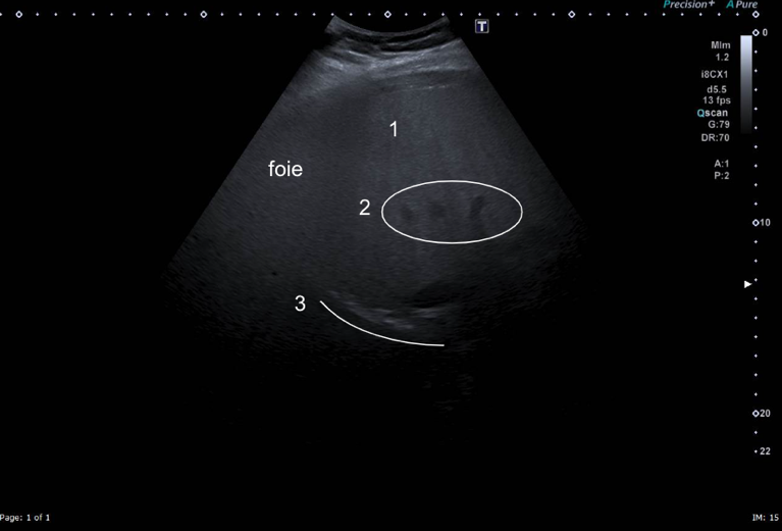 Precision+ A Pure
T
0
MIm
1.2
i8CX1
d5.5
13 fps
Qscan
G:79
DR:70
A:1
P:2
1
foie
2
10
3
20
22
Page: 1 of 1
IM: 15